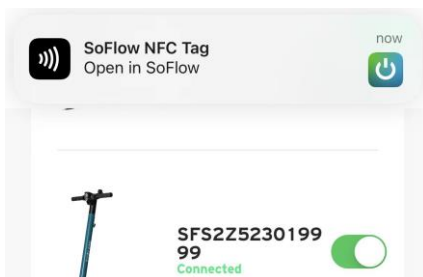 now
SoFlow NFC Tag
Open in SoFlow
SFS2Z5230199
99
Connected